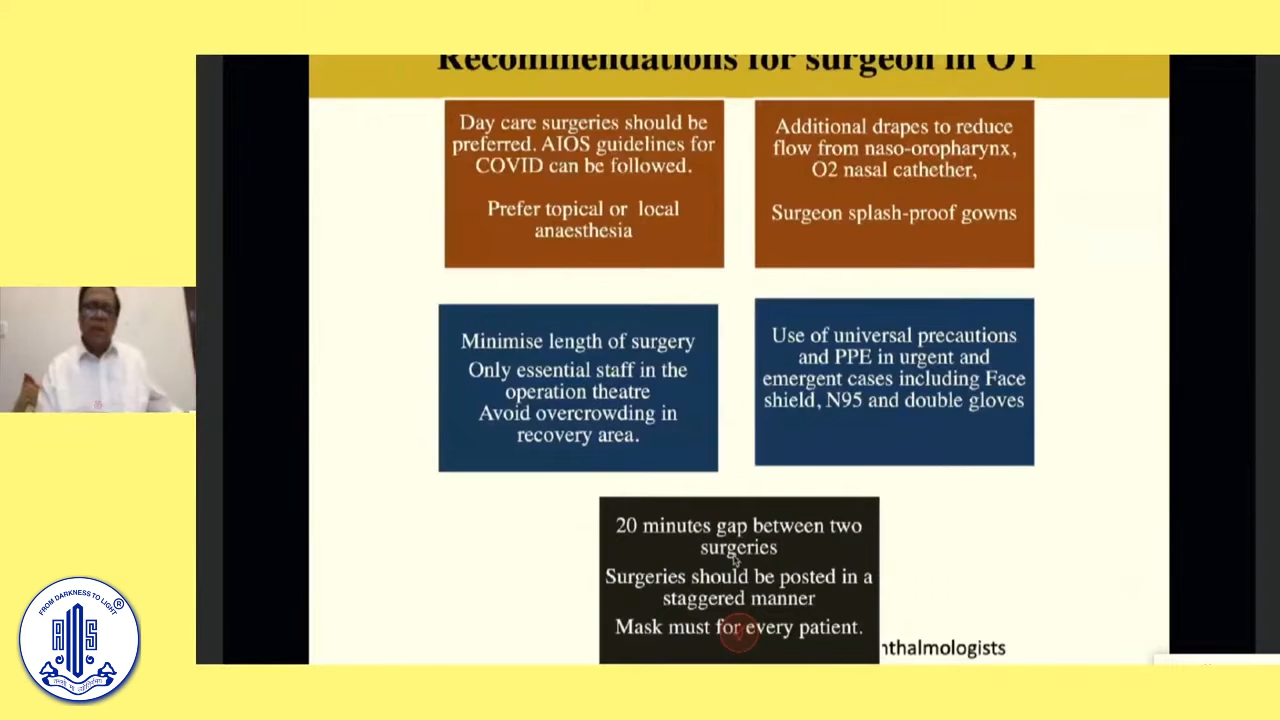 Recommendations for surgeon in OT
Day care surgeries should be
preferred. AIOS guidelines for
COVID can be followed.
Prefer topical or local
anaesthesia
Additional drapes to reduce
flow from naso-oropharynx,
O2 nasal cathether,
Surgeon splash-proof gowns
Minimise length of surgery
Only essential staff in the
operation theatre
Avoid overcrowding in
recovery area.
Use of universal precautions
and PPE in urgent and
emergent cases including Face
shield, N95 and double gloves
20 minutes gap between two
surgeries
Surgeries should be posted in a
staggered manner
Mask must for every patient.
hthalmologists
FROM DARKNESS TO LIGHT
®
AIOS